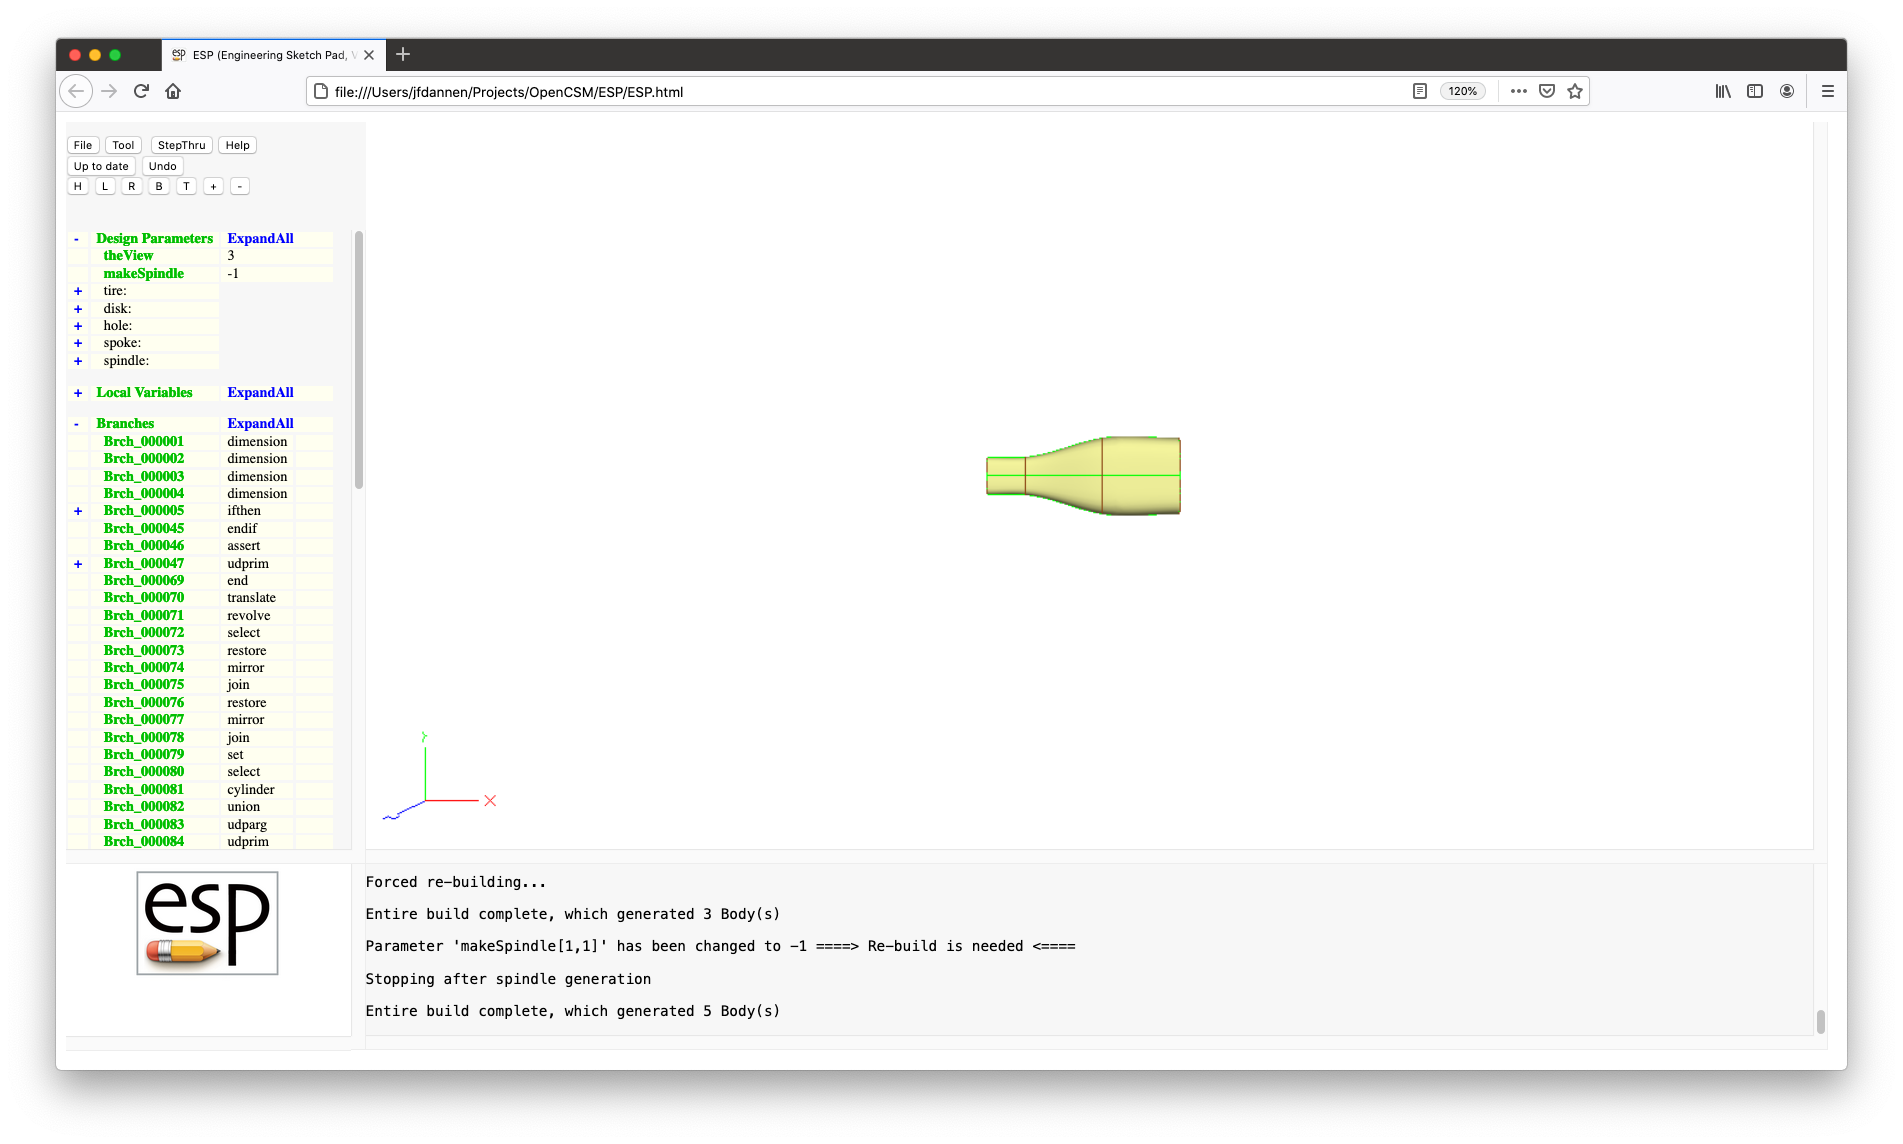 esp ESP (Engineering Sketch Pad, V
file:///Users/jfdannen/Projects/OpenCSM/ESP/ESP.html
120%
File Tool StepThru Help
Up to date Undo
H L R B T + -
- Design Parameters ExpandAll
theView 3
makeSpindle -1
+ tire:
+ disk:
+ hole:
+ spoke:
+ spindle:
+ Local Variables ExpandAll
- Branches ExpandAll
Brch_000001 dimension
Brch_000002 dimension
Brch_000003 dimension
Brch_000004 dimension
+ Brch_000005 ifthen
Brch_000045 endif
Brch_000046 assert
+ Brch_000047 udprim
Brch_000069 end
Brch_000070 translate
Brch_000071 revolve
Brch_000072 select
Brch_000073 restore
Brch_000074 mirror
Brch_000075 join
Brch_000076 restore
Brch_000077 mirror
Brch_000078 join
Brch_000079 set
Brch_000080 select
Brch_000081 cylinder
Brch_000082 union
Brch_000083 udparg
Brch_000084 udprim
Y
X
Z
esp
Forced re-building...
Entire build complete, which generated 3 Body(s)
Parameter 'makeSpindle[1,1]' has been changed to -1 ====> Re-build is needed <====
Stopping after spindle generation
Entire build complete, which generated 5 Body(s)